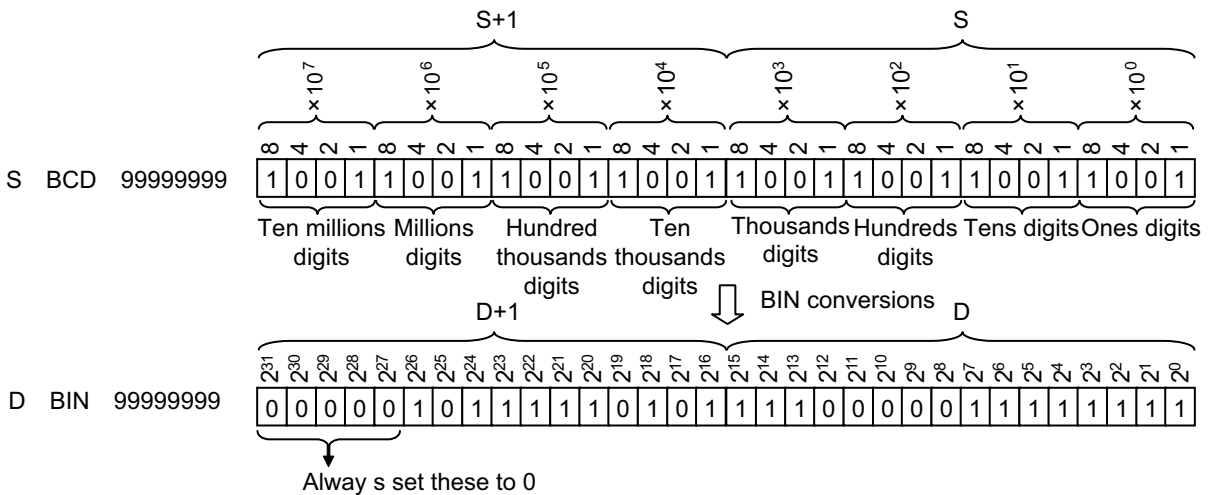 S+1 S
×10⁷ ×10⁶ ×10⁵ ×10⁴ ×10³ ×10² ×10¹ ×10⁰
8 4 2 1 8 4 2 1 8 4 2 1 8 4 2 1 8 4 2 1 8 4 2 1 8 4 2 1 8 4 2 1
S BCD 99999999 1 0 0 1 1 0 0 1 1 0 0 1 1 0 0 1 1 0 0 1 1 0 0 1 1 0 0 1 1 0 0 1
Ten millions digits
Millions digits
Hundred thousands digits
Ten thousands digits
Thousands digits
Hundreds digits
Tens digits
Ones digits
BIN conversions
D+1 D
2³¹ 2³⁰ 2²⁹ 2²⁸ 2²⁷ 2²⁶ 2²⁵ 2²⁴ 2²³ 2²² 2²¹ 2²⁰ 2¹⁹ 2¹⁸ 2¹⁷ 2¹⁶ 2¹⁵ 2¹⁴ 2¹³ 2¹² 2¹¹ 2¹⁰ 2⁹ 2⁸ 2⁷ 2⁶ 2⁵ 2⁴ 2³ 2² 2¹ 2⁰
D BIN 99999999 0 0 0 0 0 1 0 1 1 1 1 1 0 1 0 1 1 1 1 0 0 0 0 0 1 1 1 1 1 1 1 1
Alway s set these to 0